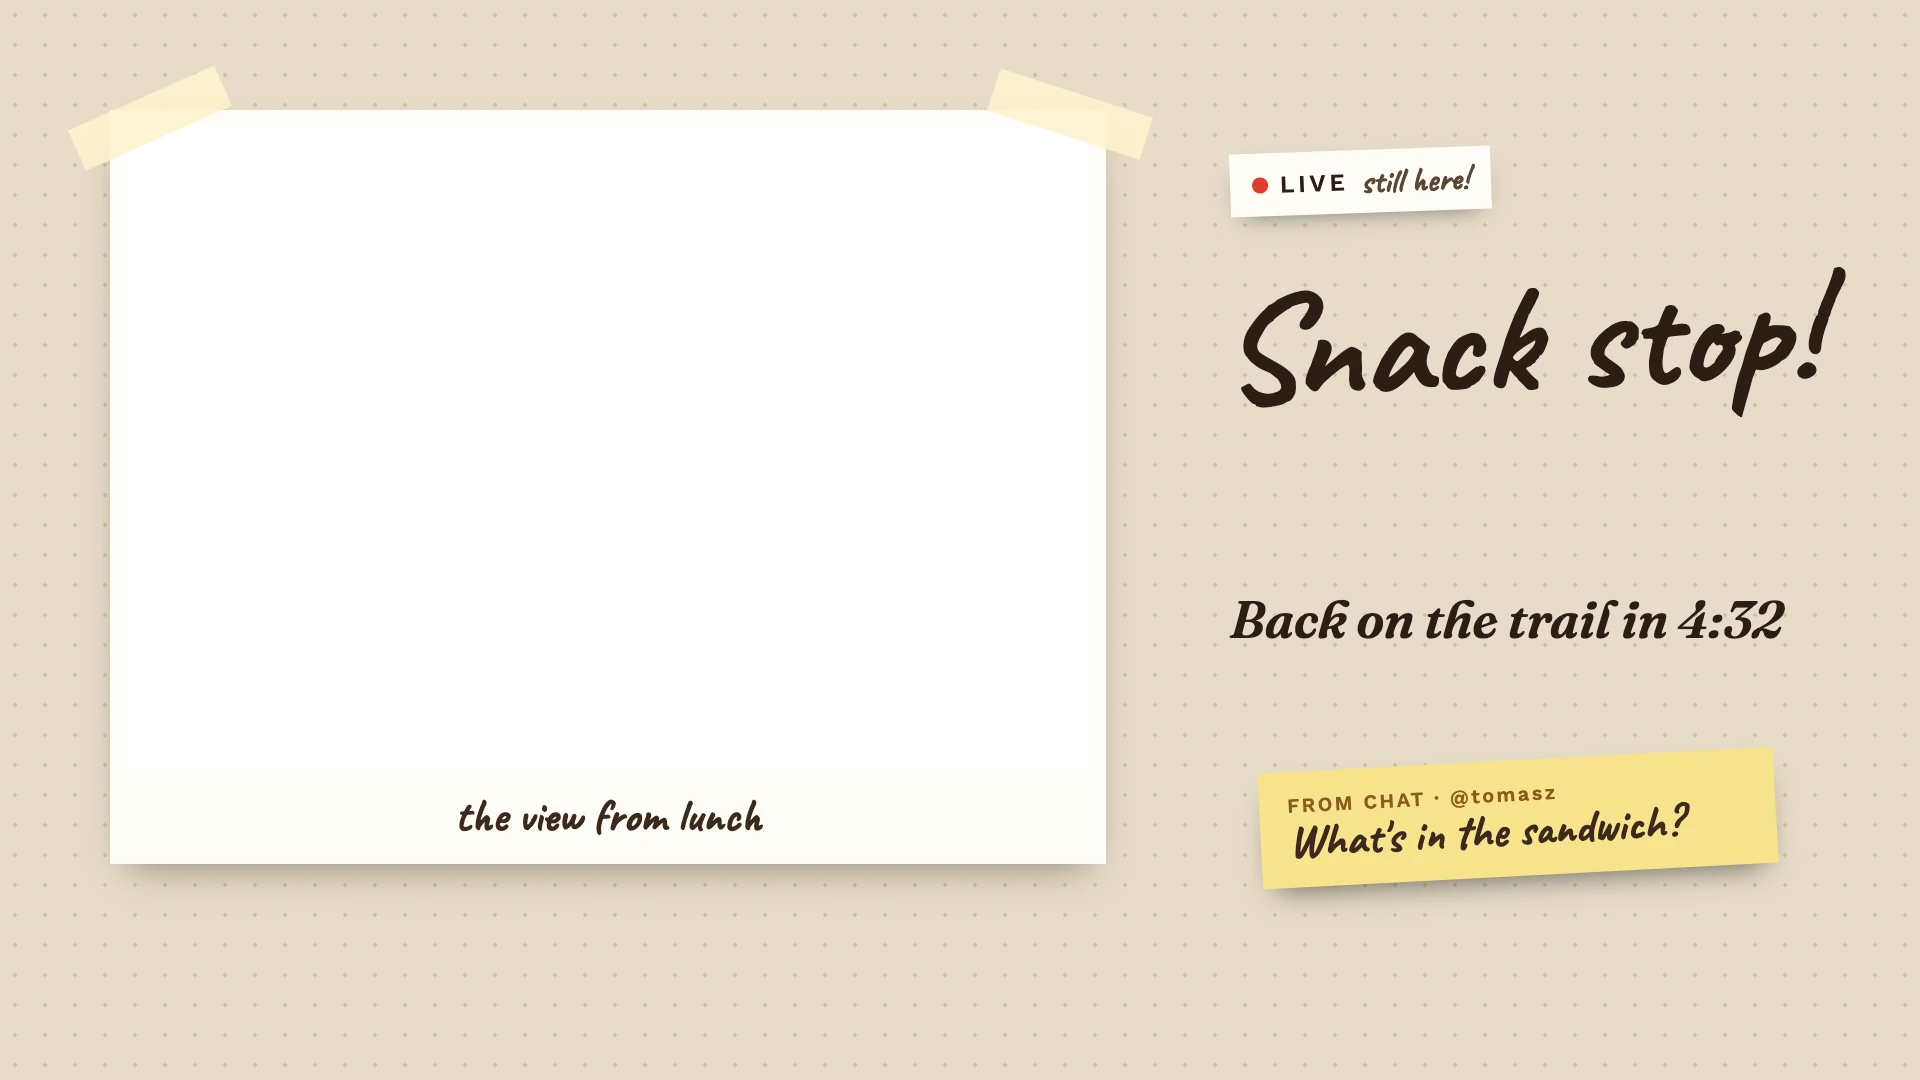 LIVE still here!
Snack stop!
Back on the trail in 4:32
FROM CHAT · @tomasz
What's in the sandwich?
the view from lunch